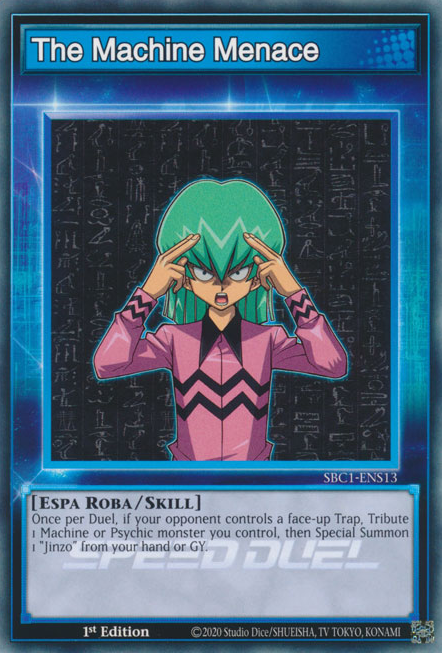 The Machine Menace
SBC1-ENS13
[Espa Roba/Skill]
Once per Duel, if your opponent controls a face-up Trap, Tribute
1 Machine or Psychic monster you control, then Special Summon
1 "Jinzo" from your hand or GY.
SPEED DUEL
1st Edition ©2020 Studio Dice/SHUEISHA, TV TOKYO, KONAMI